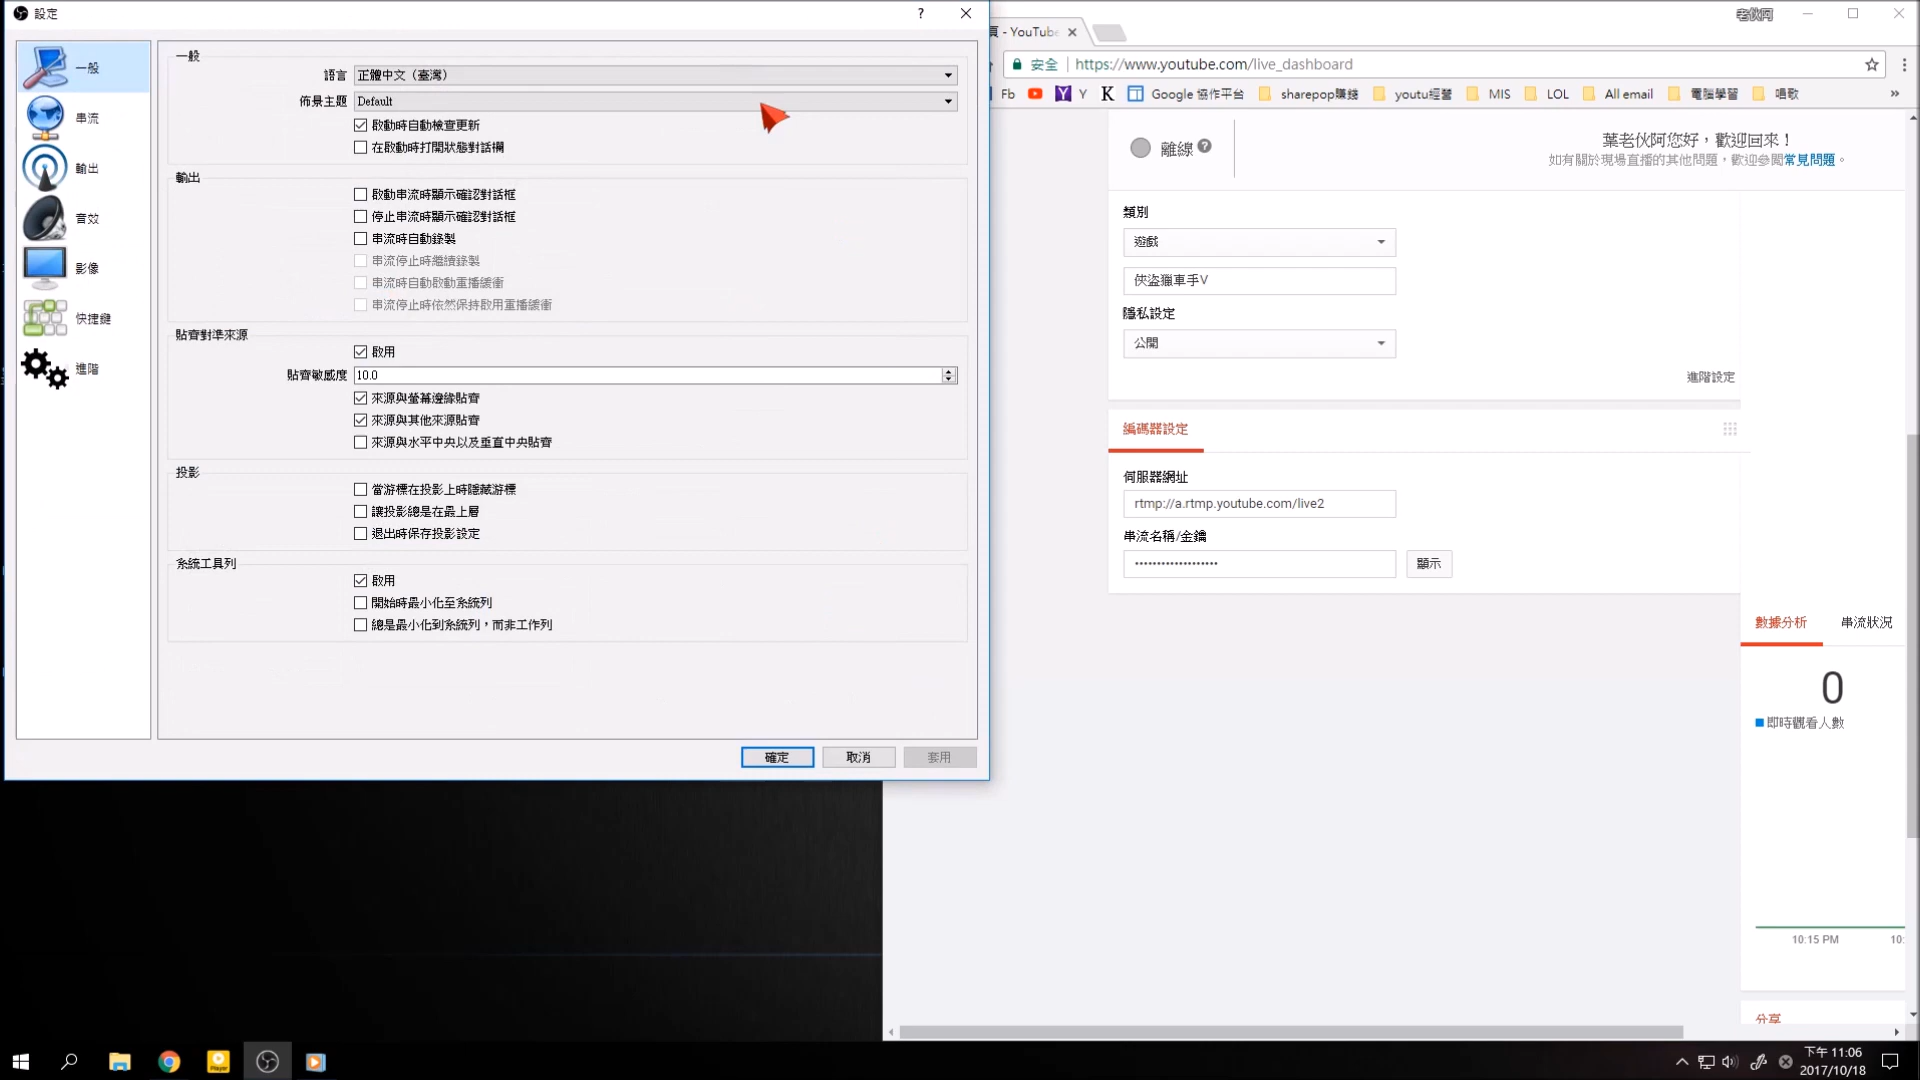 設定
?
一般
串流
輸出
音效
影像
快捷鍵
進階
一般
語言 正體中文（臺灣）
佈景主題 Default
啟動時自動檢查更新
在啟動時打開狀態對話欄
輸出
啟動串流時顯示確認對話框
停止串流時顯示確認對話框
串流時自動錄製
串流停止時繼續錄製
串流時自動啟動重播緩衝
串流停止時依然保持啟用重播緩衝
貼齊對準來源
啟用
貼齊敏感度 10.0
來源與螢幕邊緣貼齊
來源與其他來源貼齊
來源與水平中央以及垂直中央貼齊
投影
當游標在投影上時隱藏游標
讓投影總是在最上層
退出時保存投影設定
系統工具列
啟用
開始時最小化至系統列
總是最小化到系統列，而非工作列
確定 取消 套用
頁 - YouTube
老伙阿
安全 https://www.youtube.com/live_dashboard
Fb Y K Google 協作平台 sharepop賺錢 youtu經營 MIS LOL All email 電腦學習 唱歌 »
離線 ?
葉老伙阿您好，歡迎回來！
如有關於現場直播的其他問題，歡迎參閱常見問題。
類別
遊戲
俠盜獵車手V
隱私設定
公開
進階設定
編碼器設定
伺服器網址
rtmp://a.rtmp.youtube.com/live2
串流名稱/金鑰
•••••••••••••••••••
顯示
數據分析 串流狀況
0
即時觀看人數
10:15 PM 10:
分享
Player
下午 11:06
2017/10/18